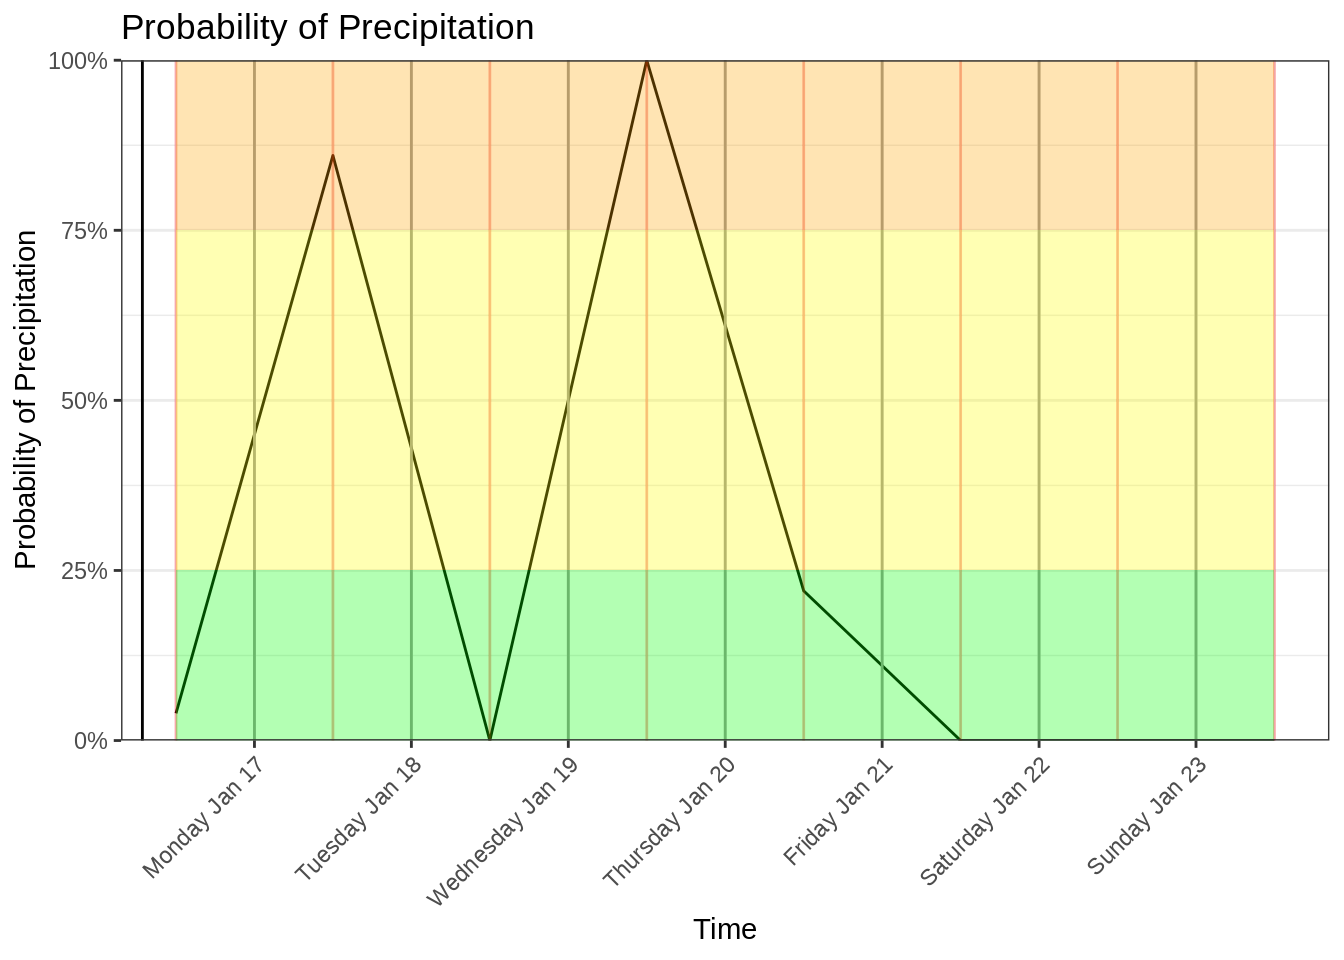 Probability of Precipitation
Probability of Precipitation
100%
75%
50%
25%
0%
Monday Jan 17
Tuesday Jan 18
Wednesday Jan 19
Thursday Jan 20
Friday Jan 21
Saturday Jan 22
Sunday Jan 23
Time